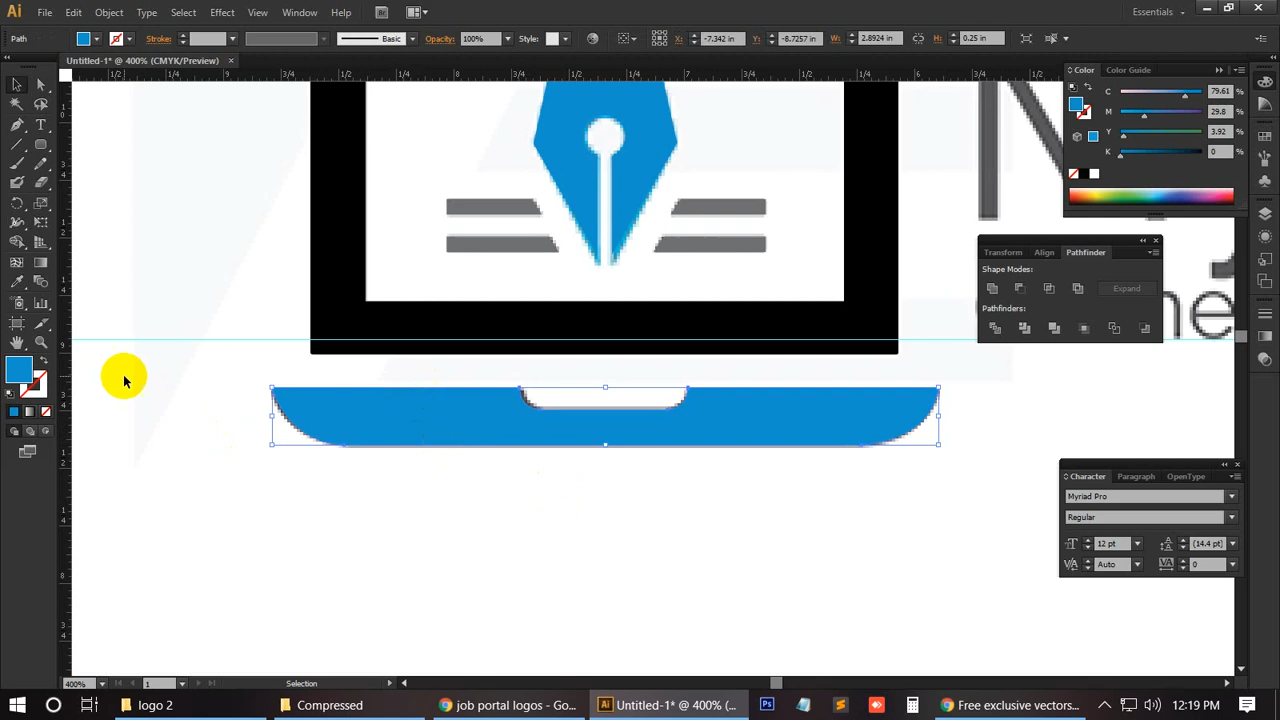 Ai File Edit Object Type Select Effect View Window Help Br Essentials
Path Stroke: Basic Opacity: 100% Style: X: -7.342 in Y: -8.7257 in W: 2.8924 in H: 0.25 in
Untitled-1* @ 400% (CMYK/Preview)
Color Color Guide
C 79.61 %
M 29.8 %
Y 3.92 %
K 0 %
Transform Align Pathfinder
Shape Modes:
Expand
Pathfinders:
né
Character Paragraph OpenType
Myriad Pro
Regular
12 pt (14.4 pt)
Auto 0
400% 1 Selection
logo 2 Compressed job portal logos - Go... Untitled-1* @ 400% (... Ps Free exclusive vectors... 12:19 PM